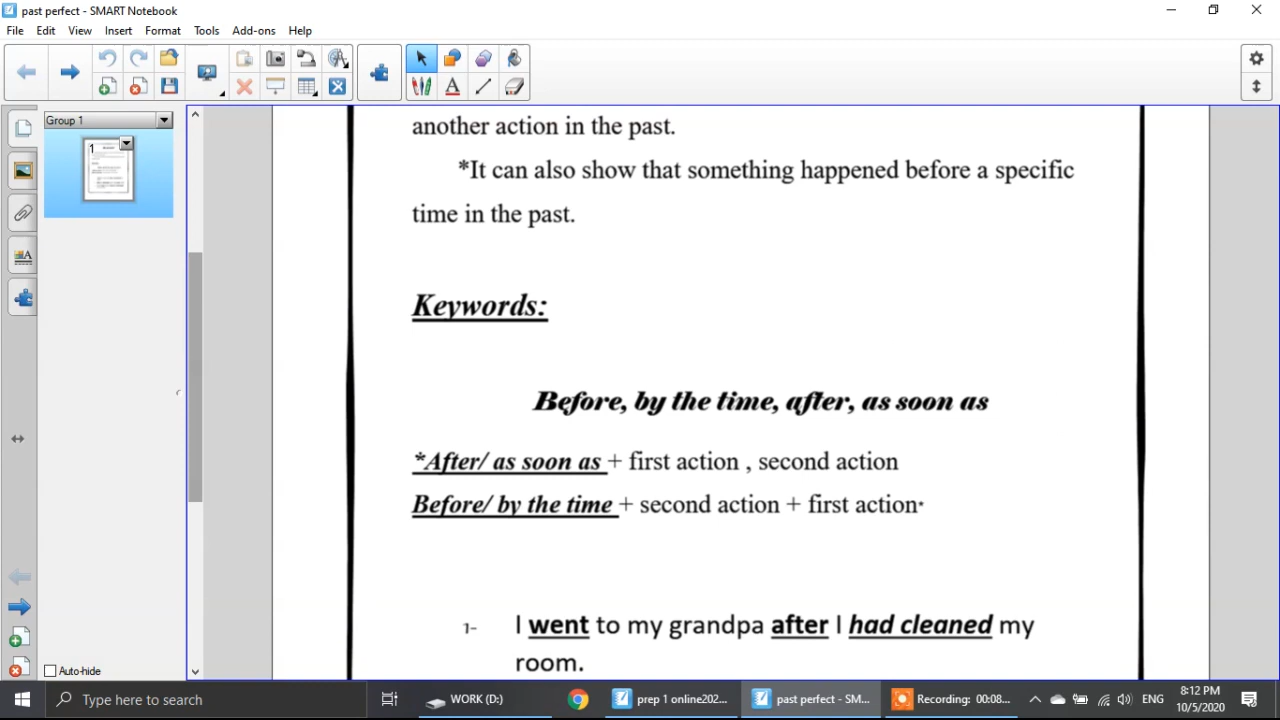 past perfect - SMART Notebook
File Edit View Insert Format Tools Add-ons Help
Group 1
1
another action in the past.
*It can also show that something happened before a specific
time in the past.
Keywords:
Before, by the time, after, as soon as
*After/ as soon as + first action , second action
Before/ by the time + second action + first action*
1- I went to my grandpa after I had cleaned my
room.
Auto-hide
Type here to search
WORK (D:)
prep 1 online202...
past perfect - SM...
Recording: 00:08...
ENG
8:12 PM
10/5/2020